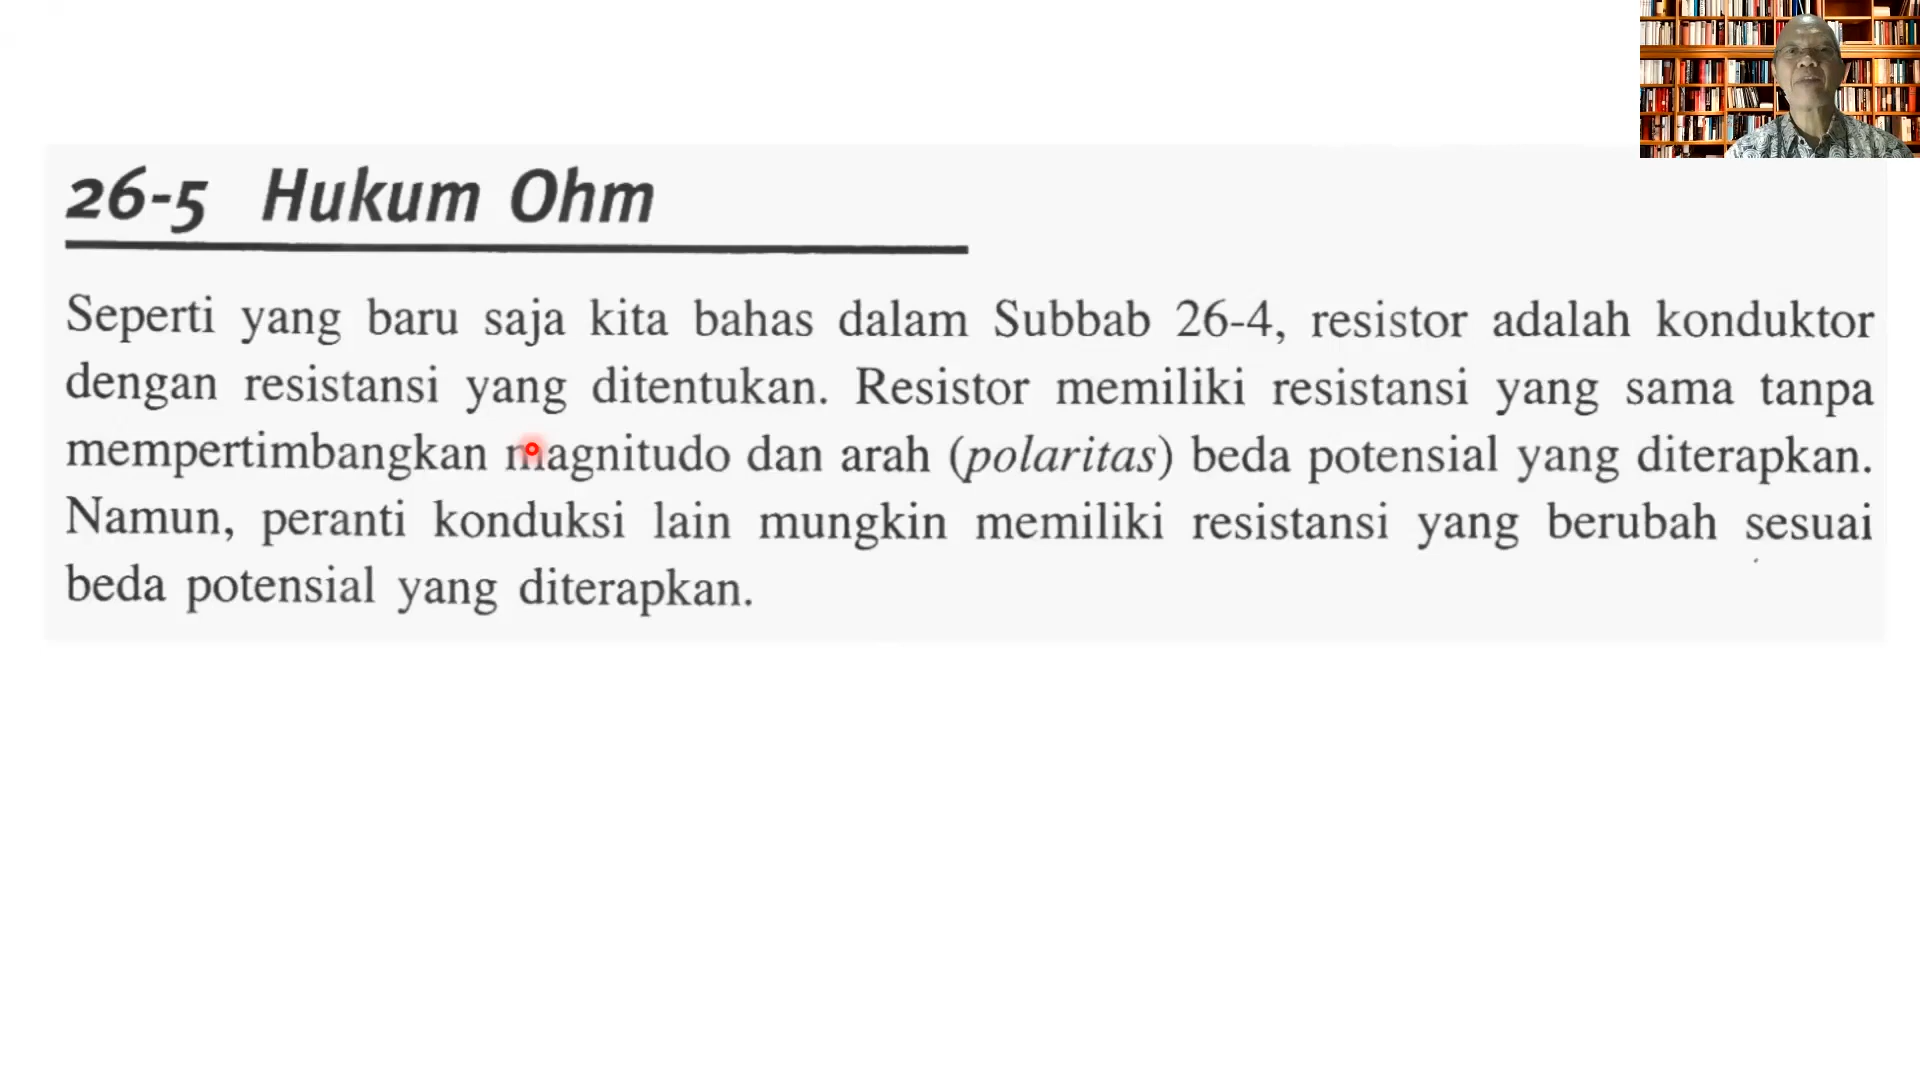 26-5 Hukum Ohm
Seperti yang baru saja kita bahas dalam Subbab 26-4, resistor adalah konduktor
dengan resistansi yang ditentukan. Resistor memiliki resistansi yang sama tanpa
mempertimbangkan magnitudo dan arah (polaritas) beda potensial yang diterapkan.
Namun, peranti konduksi lain mungkin memiliki resistansi yang berubah sesuai
beda potensial yang diterapkan.